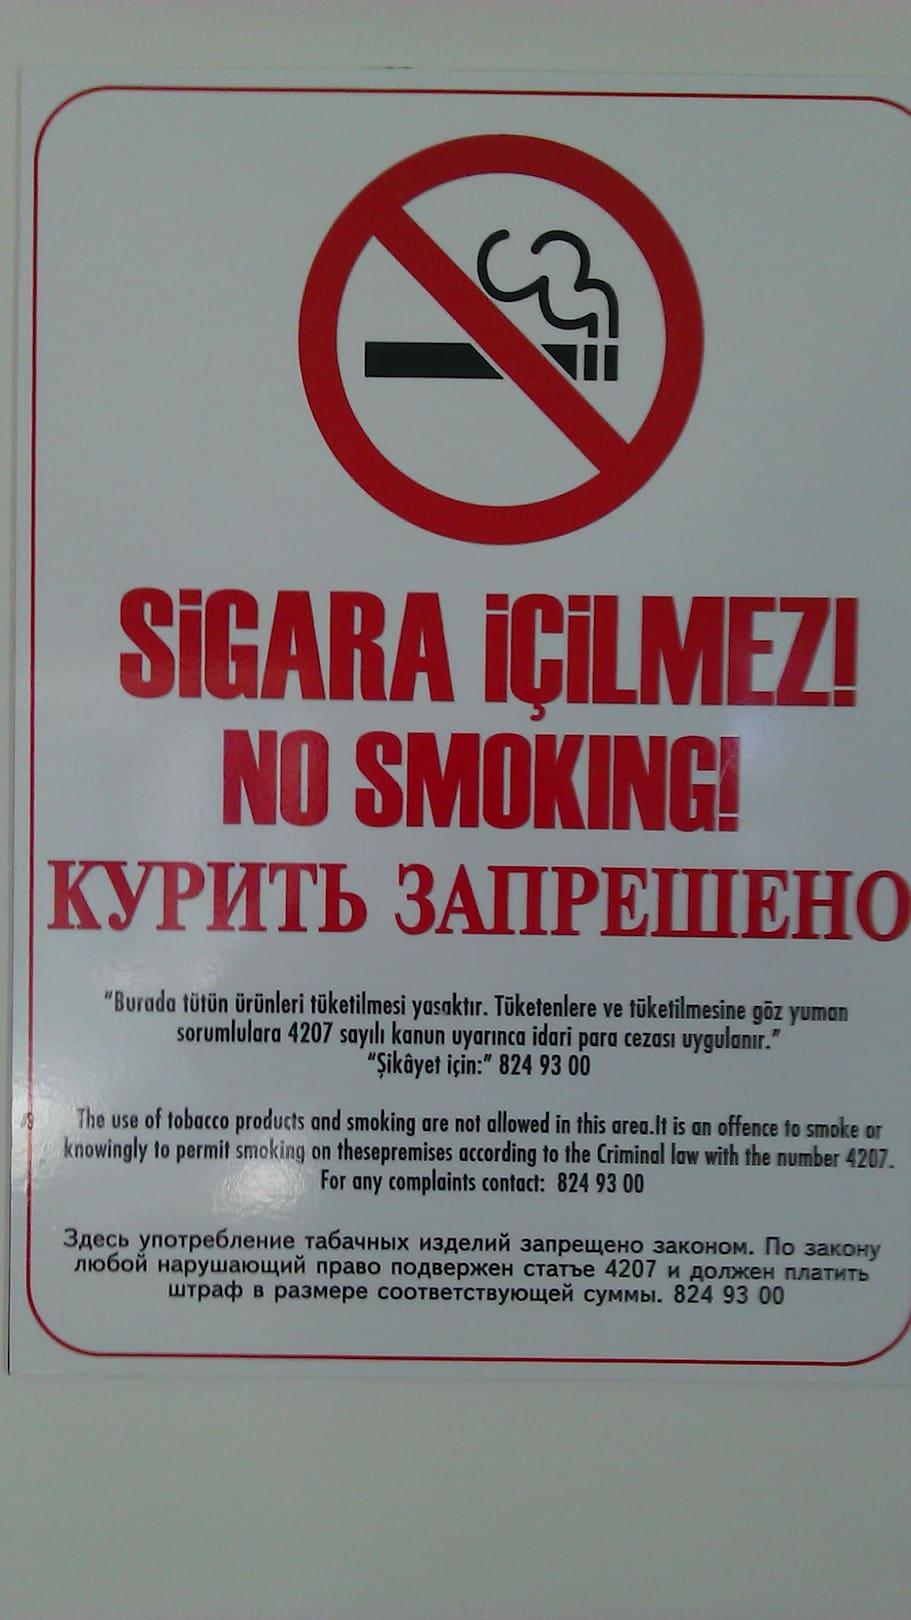 SiGARA iÇiLMEZ!
NO SMOKING!
КУРИТЬ ЗАПРЕШЕНО
“Burada tütün ürünleri tüketilmesi yasaktır. Tüketenlere ve tüketilmesine göz yuman
sorumlulara 4207 sayılı kanun uyarınca idari para cezası uygulanır.”
“Şikâyet için:” 824 93 00
The use of tobacco products and smoking are not allowed in this area.It is an offence to smoke or
knowingly to permit smoking on thesepremises according to the Criminal law with the number 4207.
For any complaints contact: 824 93 00
Здесь употребление табачных изделий запрещено законом. По закону
любой нарушающий право подвержен статье 4207 и должен платить
штраф в размере соответствующей суммы. 824 93 00